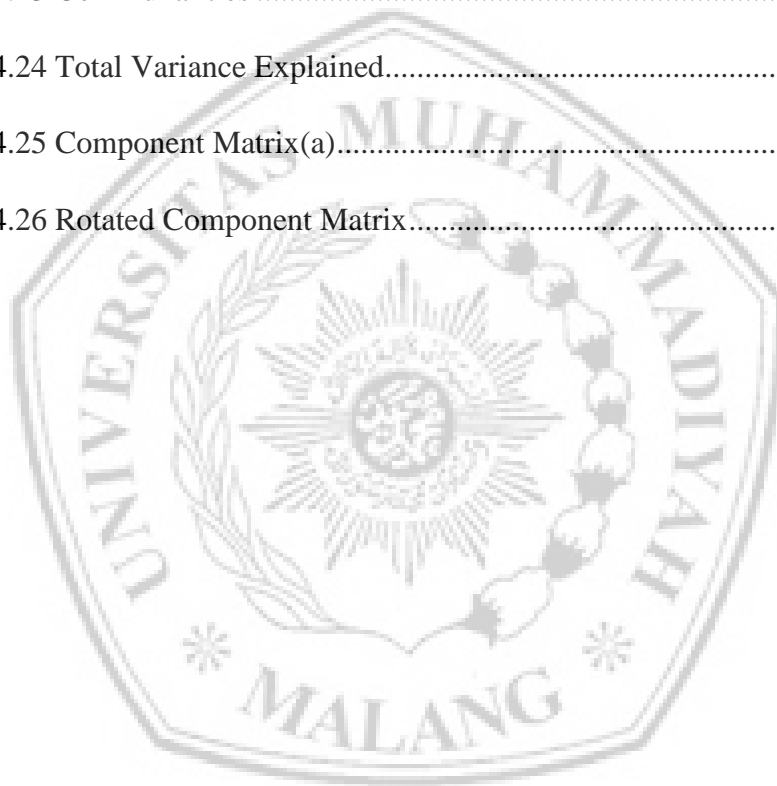 4.24 Total Variance Explained..........................................................
4.25 Component Matrix(a)..........................................................
4.26 Rotated Component Matrix..................................................
UNIVERSITAS MUHAMMADIYAH
MALANG